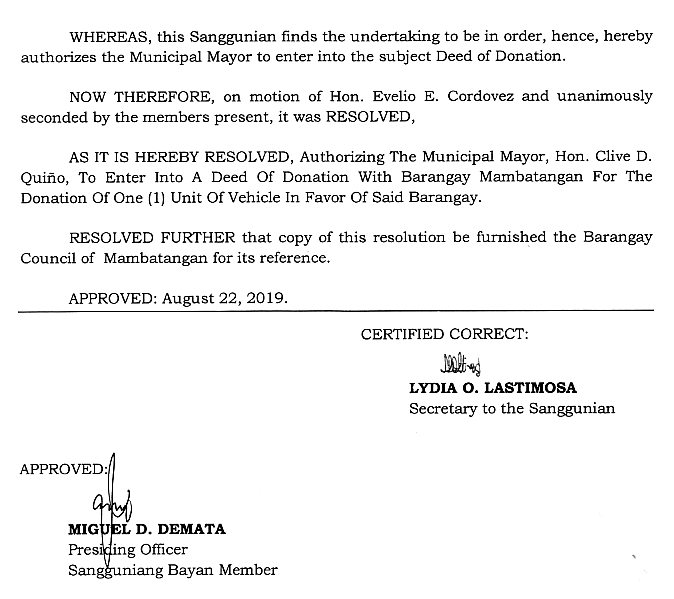 WHEREAS, this Sanggunian finds the undertaking to be in order, hence, hereby
authorizes the Municipal Mayor to enter into the subject Deed of Donation.
NOW THEREFORE, on motion of Hon. Evelio E. Cordovez and unanimously
seconded by the members present, it was RESOLVED,
AS IT IS HEREBY RESOLVED, Authorizing The Municipal Mayor, Hon. Clive D.
Quiño, To Enter Into A Deed Of Donation With Barangay Mambatangan For The
Donation Of One (1) Unit Of Vehicle In Favor Of Said Barangay.
RESOLVED FURTHER that copy of this resolution be furnished the Barangay
Council of Mambatangan for its reference.
APPROVED: August 22, 2019.
CERTIFIED CORRECT:
LYDIA O. LASTIMOSA
Secretary to the Sanggunian
APPROVED:
MIGUEL D. DEMATA
Presiding Officer
Sangguniang Bayan Member